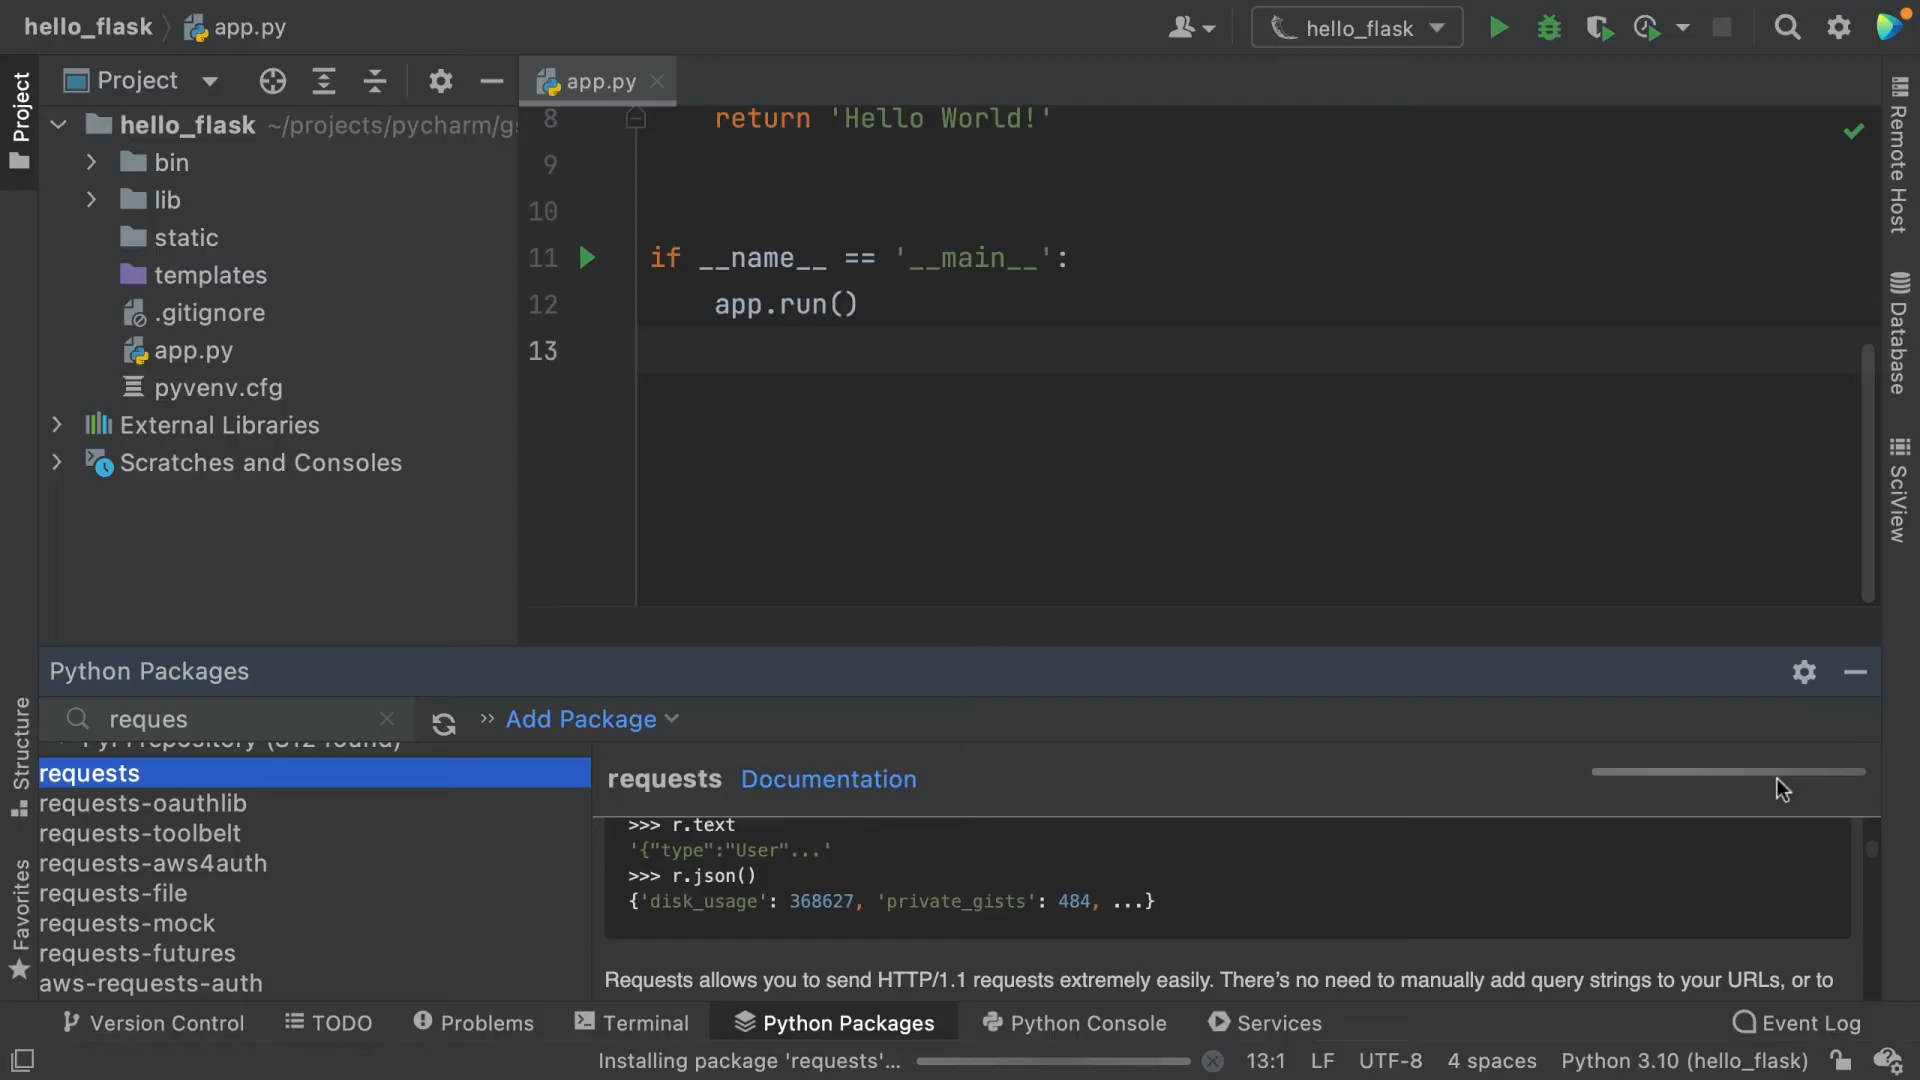 hello_flask app.py
hello_flask
Project
app.py
Project
hello_flask ~/projects/pycharm/g
bin
lib
static
templates
.gitignore
app.py
pyvenv.cfg
External Libraries
Scratches and Consoles
8 return 'Hello World!'
9
10
11 if __name__ == '__main__':
12 app.run()
13
Remote Host
Database
SciView
Python Packages
reques
Add Package
Structure
Favorites
requests
requests-oauthlib
requests-toolbelt
requests-aws4auth
requests-file
requests-mock
requests-futures
aws-requests-auth
requests Documentation
>>> r.text
'{"type":"User"...'
>>> r.json()
{'disk_usage': 368627, 'private_gists': 484, ...}
Requests allows you to send HTTP/1.1 requests extremely easily. There’s no need to manually add query strings to your URLs, or to
Version Control TODO Problems Terminal Python Packages Python Console Services Event Log
Installing package 'requests'... 13:1 LF UTF-8 4 spaces Python 3.10 (hello_flask)